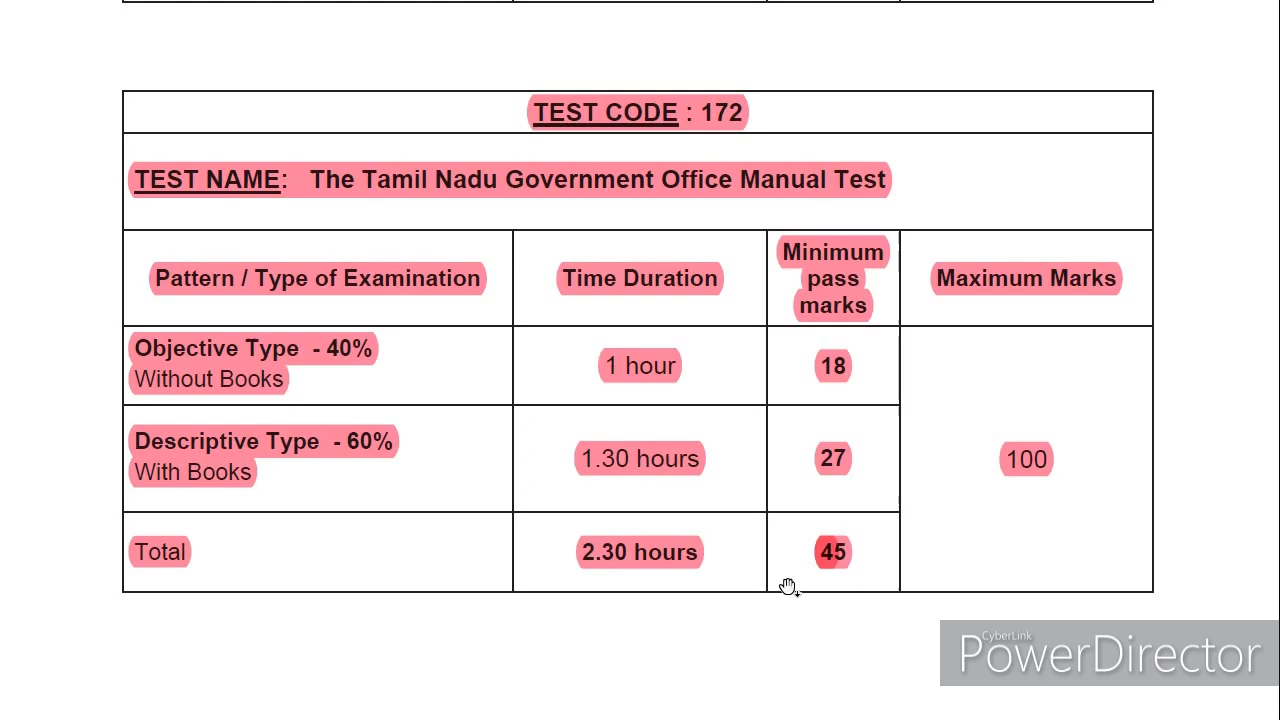 TEST CODE : 172
TEST NAME: The Tamil Nadu Government Office Manual Test
Pattern / Type of Examination
Time Duration
Minimum
pass
marks
Maximum Marks
Objective Type - 40%
Without Books
1 hour
18
Descriptive Type - 60%
With Books
1.30 hours
27
100
Total
2.30 hours
45
CyberLink
PowerDirector